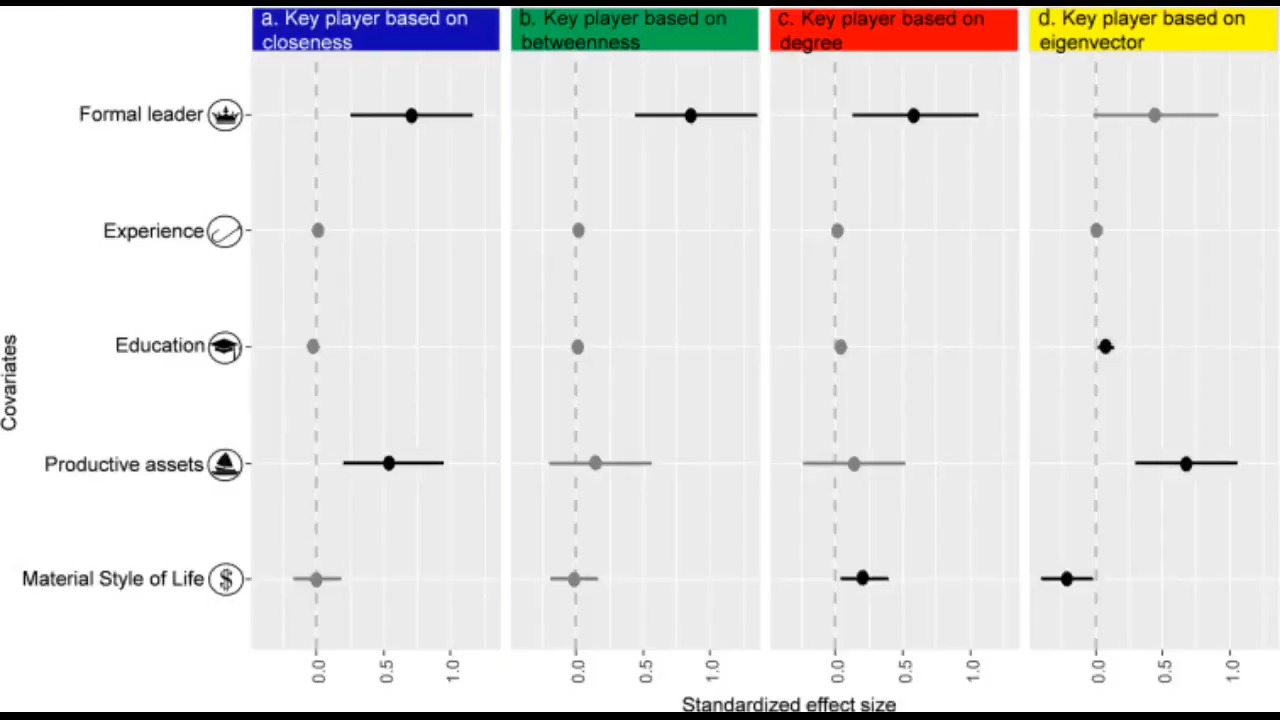 a. Key player based on
closeness
b. Key player based on
betweenness
c. Key player based on
degree
d. Key player based on
eigenvector
Formal leader
Experience
Education
Productive assets
Material Style of Life $
Covariates
0.0 0.5 1.0 0.0 0.5 1.0 0.0 0.5 1.0 0.0 0.5 1.0
Standardized effect size